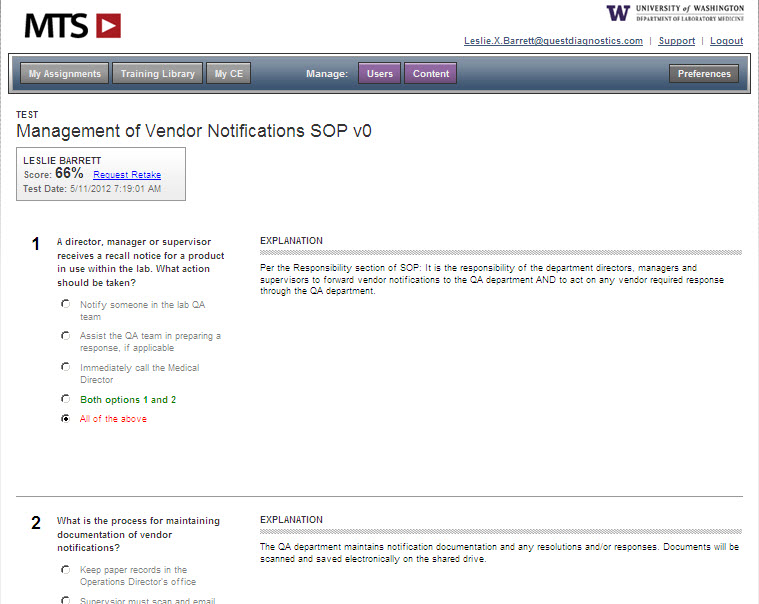 MTS
UNIVERSITY of WASHINGTON
DEPARTMENT OF LABORATORY MEDICINE
Leslie.X.Barrett@questdiagnostics.com | Support | Logout
My Assignments Training Library My CE Manage: Users Content Preferences
TEST
Management of Vendor Notifications SOP v0
LESLIE BARRETT
Score: 66% Request Retake
Test Date: 5/11/2012 7:19:01 AM
1 A director, manager or supervisor
receives a recall notice for a product
in use within the lab. What action
should be taken?
Notify someone in the lab QA
team
Assist the QA team in preparing a
response, if applicable
Immediately call the Medical
Director
Both options 1 and 2
All of the above
EXPLANATION
Per the Responsibility section of SOP: It is the responsibility of the department directors, managers and
supervisors to forward vendor notifications to the QA department AND to act on any vendor required response
through the QA department.
2 What is the process for maintaining
documentation of vendor
notifications?
Keep paper records in the
Operations Director's office
Supervisor must scan and email
EXPLANATION
The QA department maintains notification documentation and any resolutions and/or responses. Documents will be
scanned and saved electronically on the shared drive.